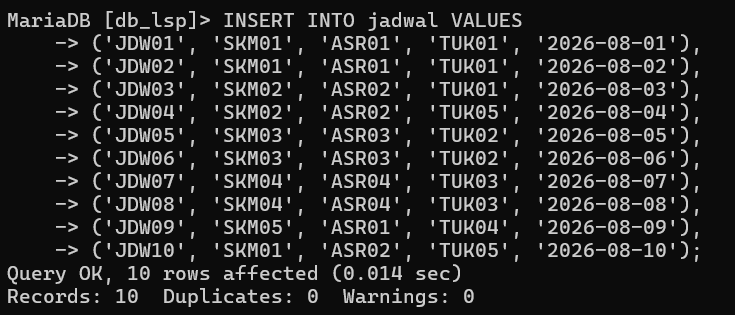 MariaDB [db_lsp]> INSERT INTO jadwal VALUES
    -> ('JDW01', 'SKM01', 'ASR01', 'TUK01', '2026-08-01'),
    -> ('JDW02', 'SKM01', 'ASR01', 'TUK01', '2026-08-02'),
    -> ('JDW03', 'SKM02', 'ASR02', 'TUK01', '2026-08-03'),
    -> ('JDW04', 'SKM02', 'ASR02', 'TUK05', '2026-08-04'),
    -> ('JDW05', 'SKM03', 'ASR03', 'TUK02', '2026-08-05'),
    -> ('JDW06', 'SKM03', 'ASR03', 'TUK02', '2026-08-06'),
    -> ('JDW07', 'SKM04', 'ASR04', 'TUK03', '2026-08-07'),
    -> ('JDW08', 'SKM04', 'ASR04', 'TUK03', '2026-08-08'),
    -> ('JDW09', 'SKM05', 'ASR01', 'TUK04', '2026-08-09'),
    -> ('JDW10', 'SKM01', 'ASR02', 'TUK05', '2026-08-10');
Query OK, 10 rows affected (0.014 sec)
Records: 10  Duplicates: 0  Warnings: 0